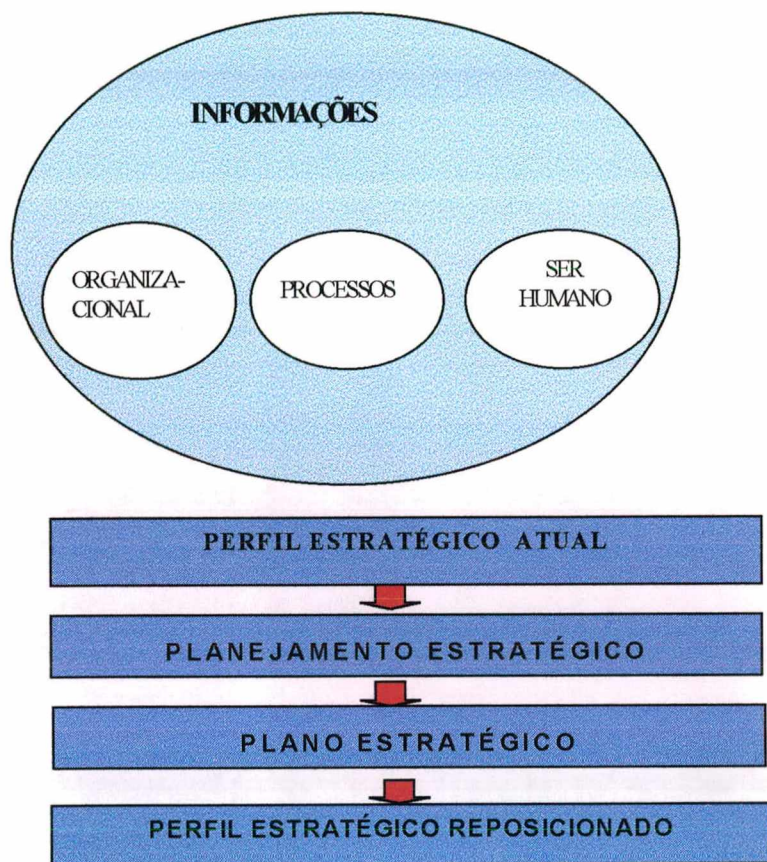 INFORMAÇÕES
ORGANIZA-
CIONAL
PROCESSOS
SER
HUMANO
PERFIL ESTRATÉGICO ATUAL
PLANEJAMENTO ESTRATÉGICO
PLANO ESTRATÉGICO
PERFIL ESTRATÉGICO REPOSICIONADO